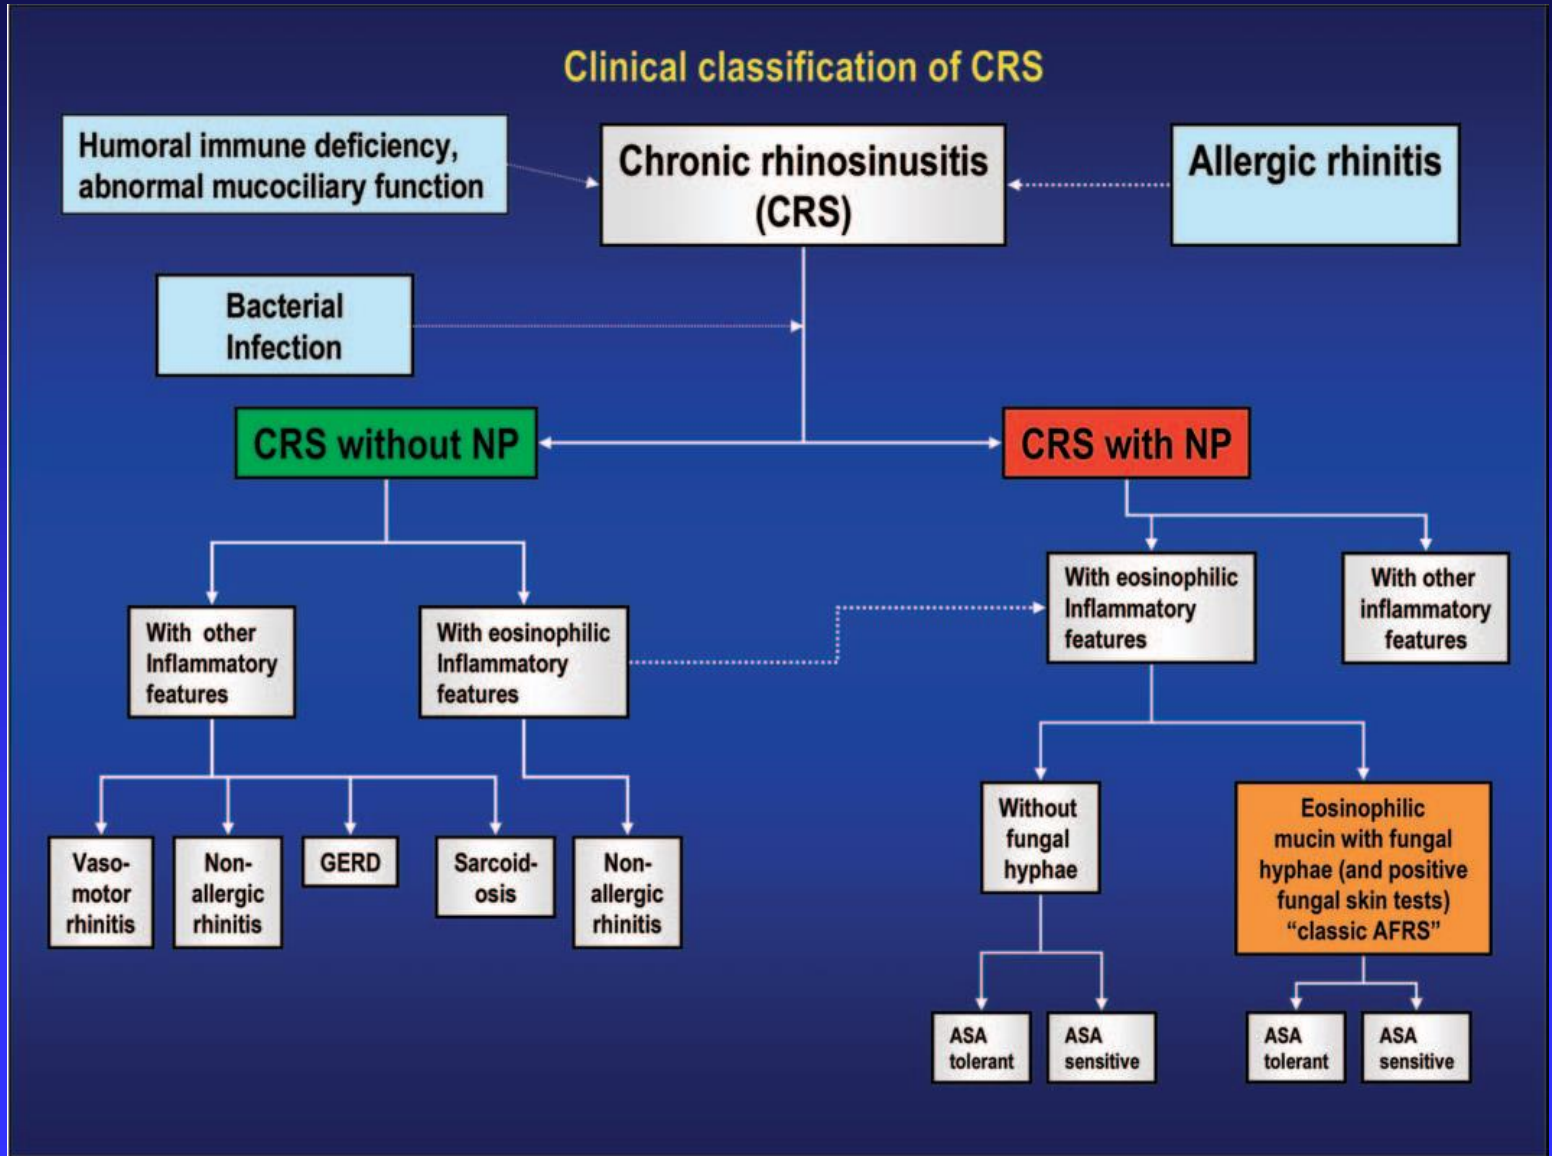 Clinical classification of CRS
Humoral immune deficiency,
abnormal mucociliary function
Chronic rhinosinusitis
(CRS)
Allergic rhinitis
Bacterial
Infection
CRS without NP
CRS with NP
With other
Inflammatory
features
With eosinophilic
Inflammatory
features
With eosinophilic
Inflammatory
features
With other
inflammatory
features
Vaso-
motor
rhinitis
Non-
allergic
rhinitis
GERD
Sarcoid-
osis
Non-
allergic
rhinitis
Without
fungal
hyphae
Eosinophilic
mucin with fungal
hyphae (and positive
fungal skin tests)
“classic AFRS”
ASA
tolerant
ASA
sensitive
ASA
tolerant
ASA
sensitive